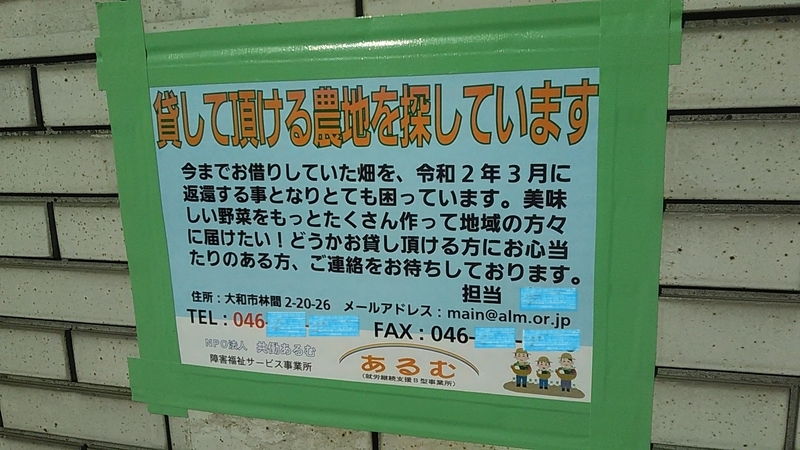 貸して頂ける農地を探しています
今までお借りしていた畑を、令和２年３月に
返還する事となりとても困っています。美味
しい野菜をもっとたくさん作って地域の方々
に届けたい！どうかお貸し頂ける方にお心当
たりのある方、ご連絡をお待ちしております。
担当
住所：大和市林間2-20-26　メールアドレス：main@alm.or.jp
TEL：046-　-　FAX：046-　-
NPO法人　共働あるむ
障害福祉サービス事業所
あるむ
（就労継続支援Ｂ型事業所）